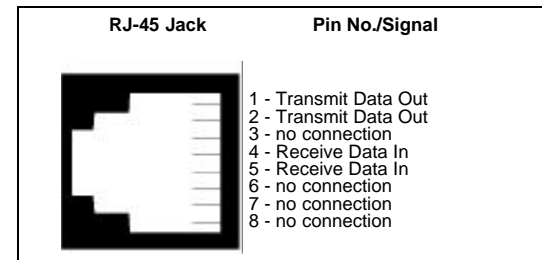 RJ-45 Jack Pin No./Signal
1 - Transmit Data Out
2 - Transmit Data Out
3 - no connection
4 - Receive Data In
5 - Receive Data In
6 - no connection
7 - no connection
8 - no connection